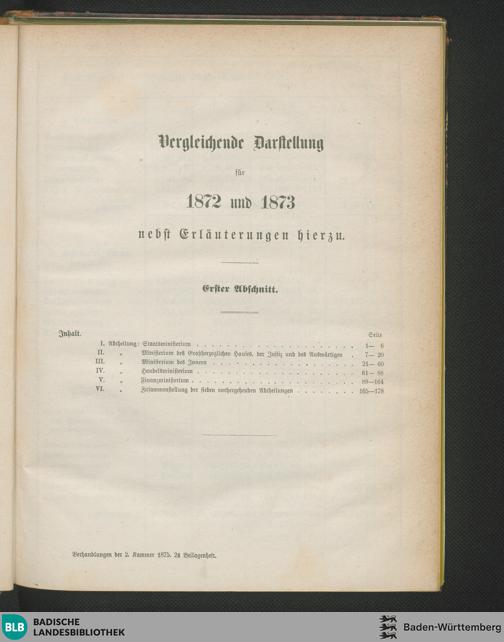 Vergleichende Darstellung
für
1872 und 1873
nebst Erläuterungen hierzu.
Erster Abschnitt.
Inhalt. Seite
I. Abtheilung: Staatsministerium . . . 1— 6
II. „ Ministerium des Großherzoglichen Hauses, der Justiz und des Auswärtigen . 7— 20
III. „ Ministerium des Innern . . . 21— 60
IV. „ Handelsministerium . . . 61— 88
V. „ Finanzministerium . . . 89—164
VI. „ Zusammenstellung der sieben vorhergehenden Abtheilungen . . . 165—178
Verhandlungen der 2. Kammer 1875. 28 Beilagenheft.
BLB BADISCHE
LANDESBIBLIOTHEK
Baden-Württemberg